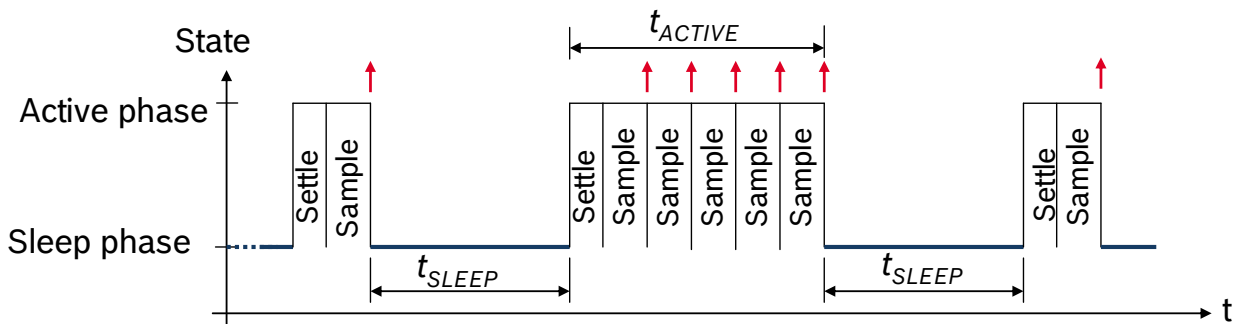 t_ACTIVE
State
Active phase
Settle
Sample
Settle
Sample
Sample
Sample
Sample
Sample
Settle
Sample
Sleep phase
t_SLEEP
t_SLEEP
t